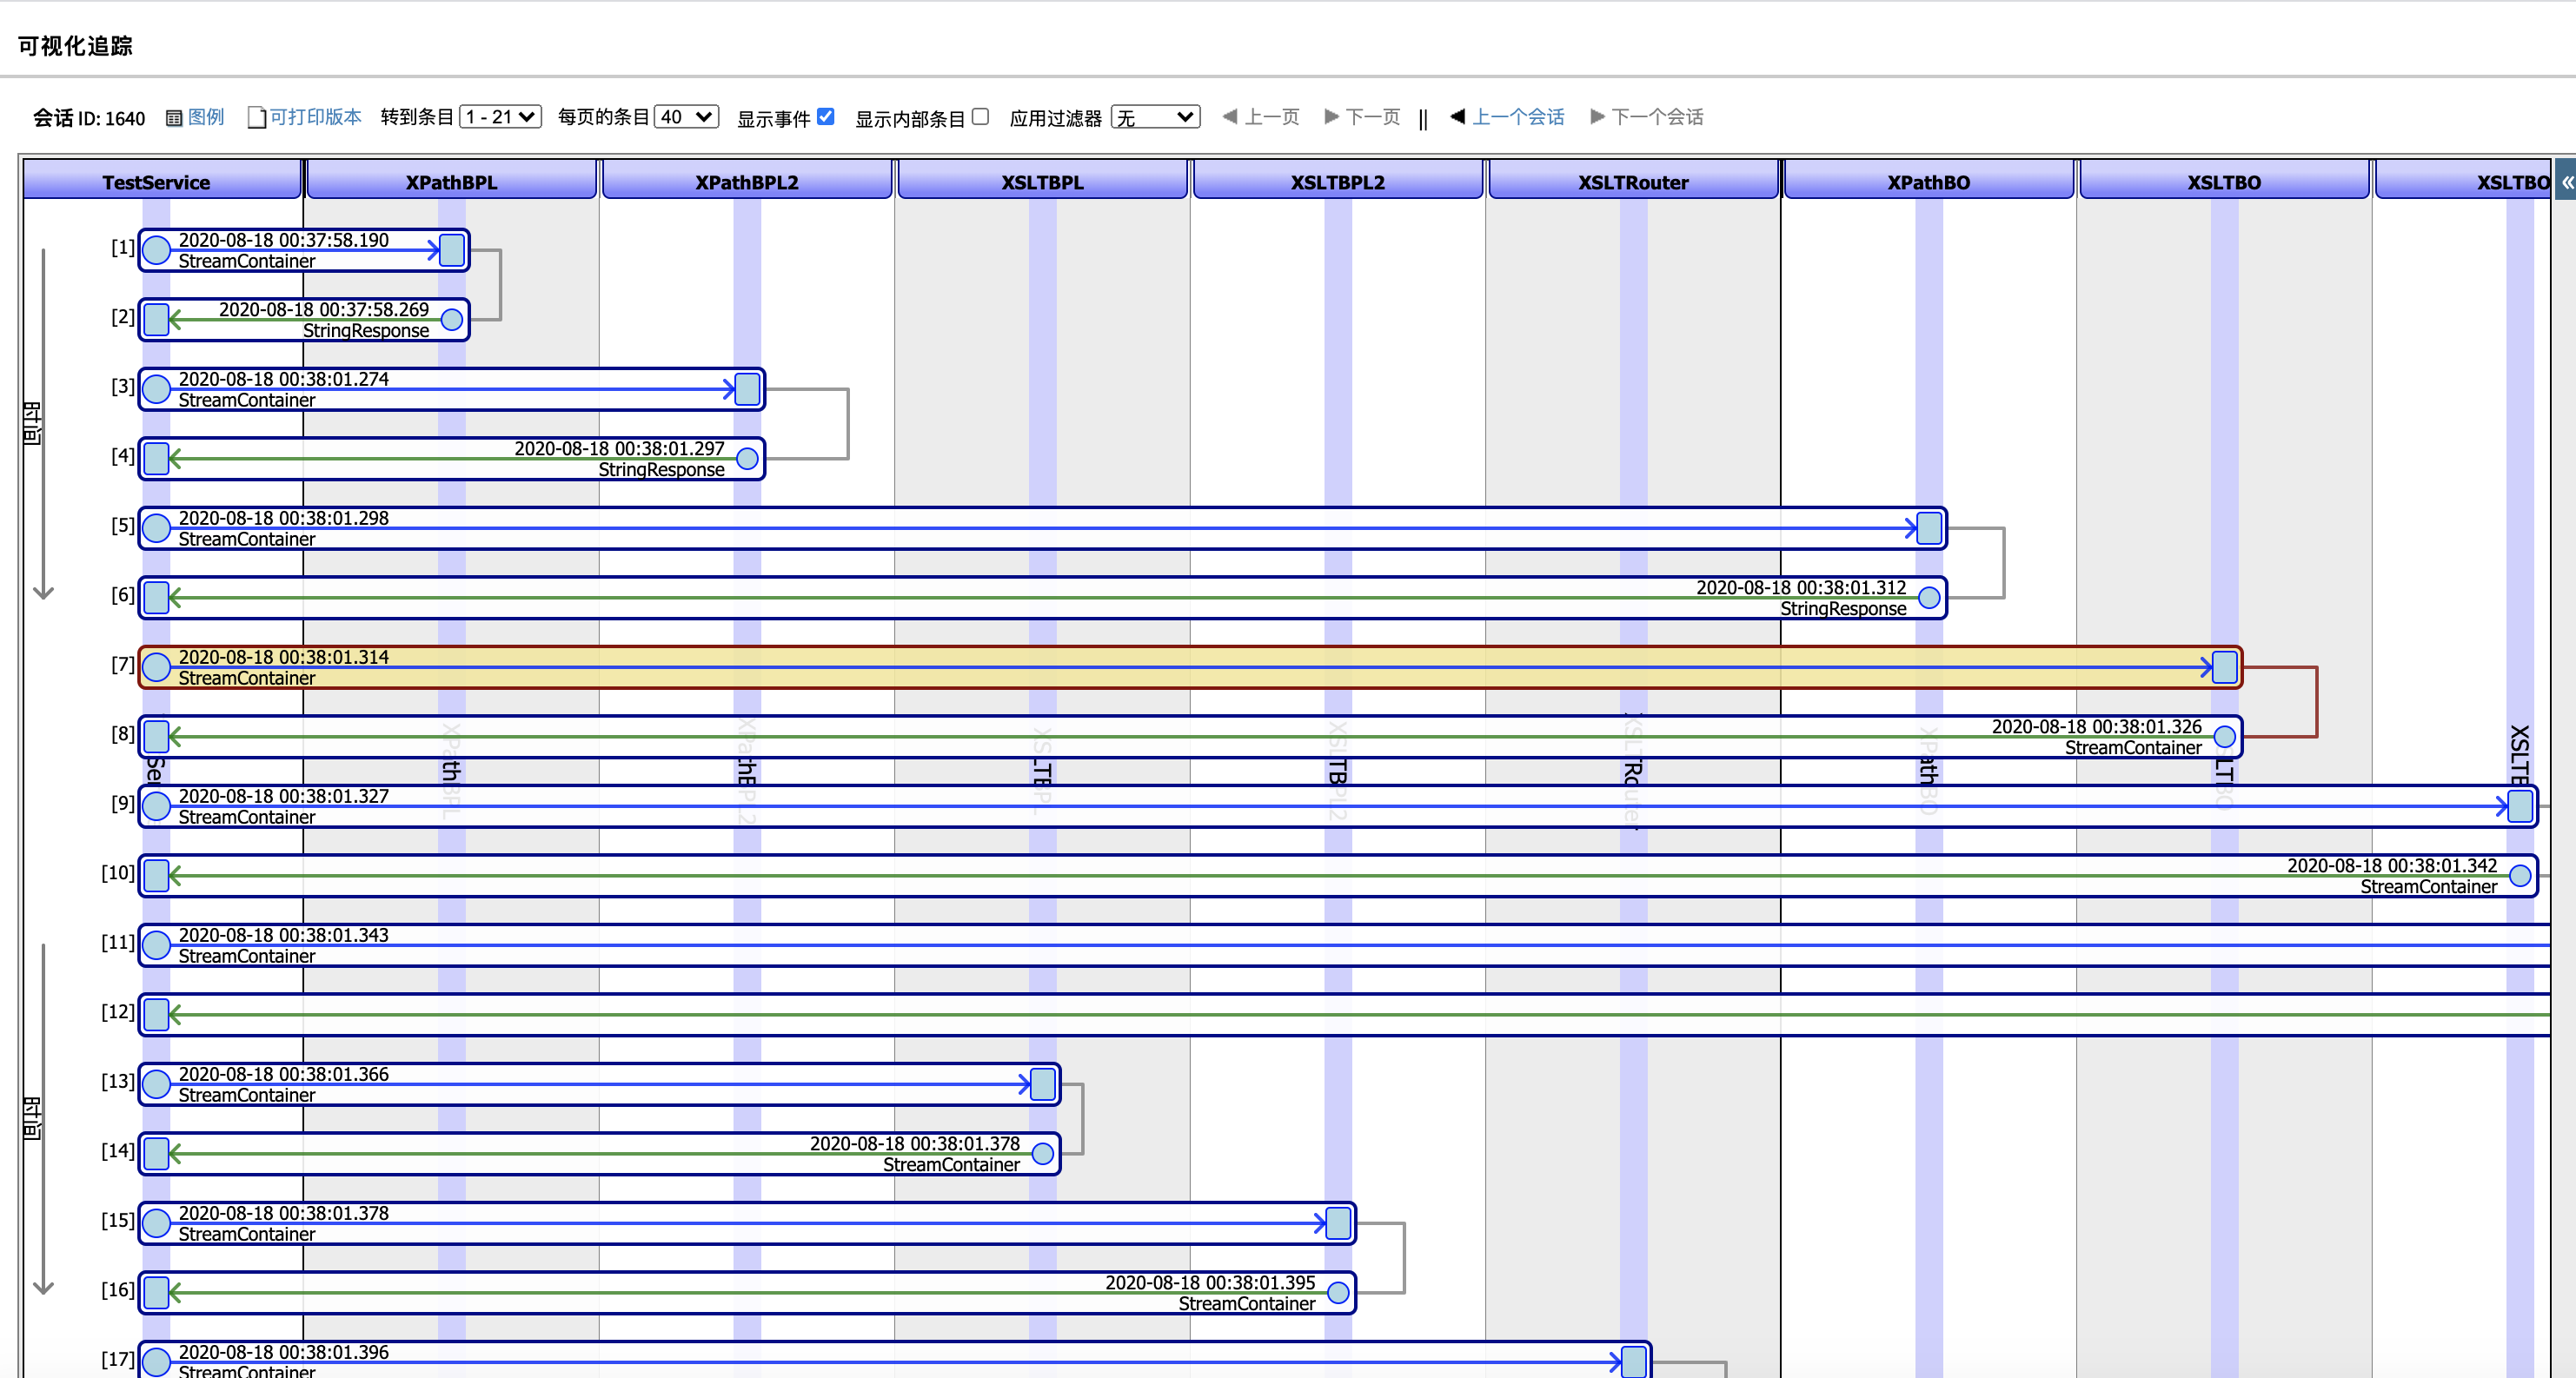 可视化追踪
会话 ID: 1640 图例 可打印版本 转到条目 1 - 21 每页的条目 40 显示事件 显示内部条目 应用过滤器 无 上一页 下一页 || 上一个会话 下一个会话
TestService XPathBPL XPathBPL2 XSLTBPL XSLTBPL2 XSLTRouter XPathBO XSLTBO XSLTBO
«
[1] 2020-08-18 00:37:58.190
StreamContainer
[2] 2020-08-18 00:37:58.269
StringResponse
[3] 2020-08-18 00:38:01.274
StreamContainer
时间
[4] 2020-08-18 00:38:01.297
StringResponse
[5] 2020-08-18 00:38:01.298
StreamContainer
[6] 2020-08-18 00:38:01.312
StringResponse
[7] 2020-08-18 00:38:01.314
StreamContainer
[8] 2020-08-18 00:38:01.326
StreamContainer
XPathBPL XPathBPL2 XSLTBPL XSLTBPL2 XSLTRouter XPathBO
[9] 2020-08-18 00:38:01.327
StreamContainer
[10] 2020-08-18 00:38:01.342
StreamContainer
[11] 2020-08-18 00:38:01.343
StreamContainer
[12]
[13] 2020-08-18 00:38:01.366
StreamContainer
时间
[14] 2020-08-18 00:38:01.378
StreamContainer
[15] 2020-08-18 00:38:01.378
StreamContainer
[16] 2020-08-18 00:38:01.395
StreamContainer
[17] 2020-08-18 00:38:01.396
StreamContainer